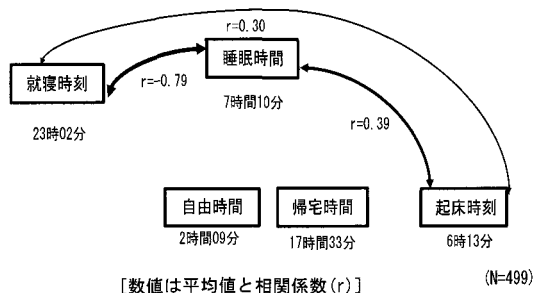 r=0.30
睡眠時間
就寝時刻
r=-0.79
7時間10分
23時02分
r=0.39
自由時間
帰宅時間
起床時刻
2時間09分
17時間33分
6時13分
(N=499)
[数値は平均値と相関係数(r)]